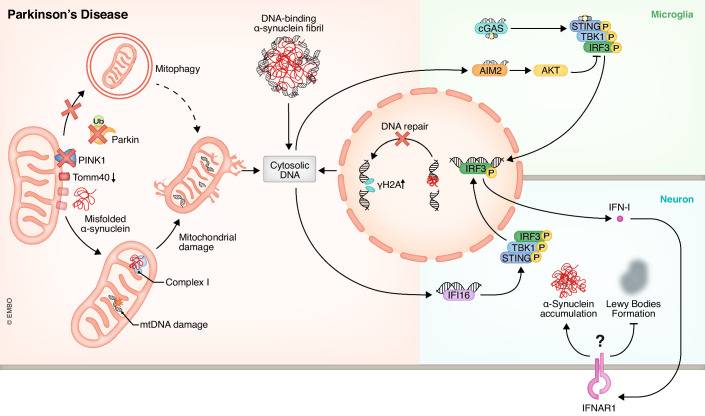 Parkinson's Disease
Microglia
DNA-binding
α-synuclein fibril
cGAS
STING P
TBK1 P
IRF3 P
Mitophagy
AIM2
AKT
Ub
Parkin
DNA repair
PINK1
Tomm40
Cytosolic
DNA
γH2A
IRF3
P
Neuron
Misfolded
α-synuclein
IFN-I
Mitochondrial
damage
IRF3 P
TBK1 P
STING P
Complex I
IFI16
α-Synuclein
accumulation
Lewy Bodies
Formation
mtDNA damage
?
© EMBO
IFNAR1